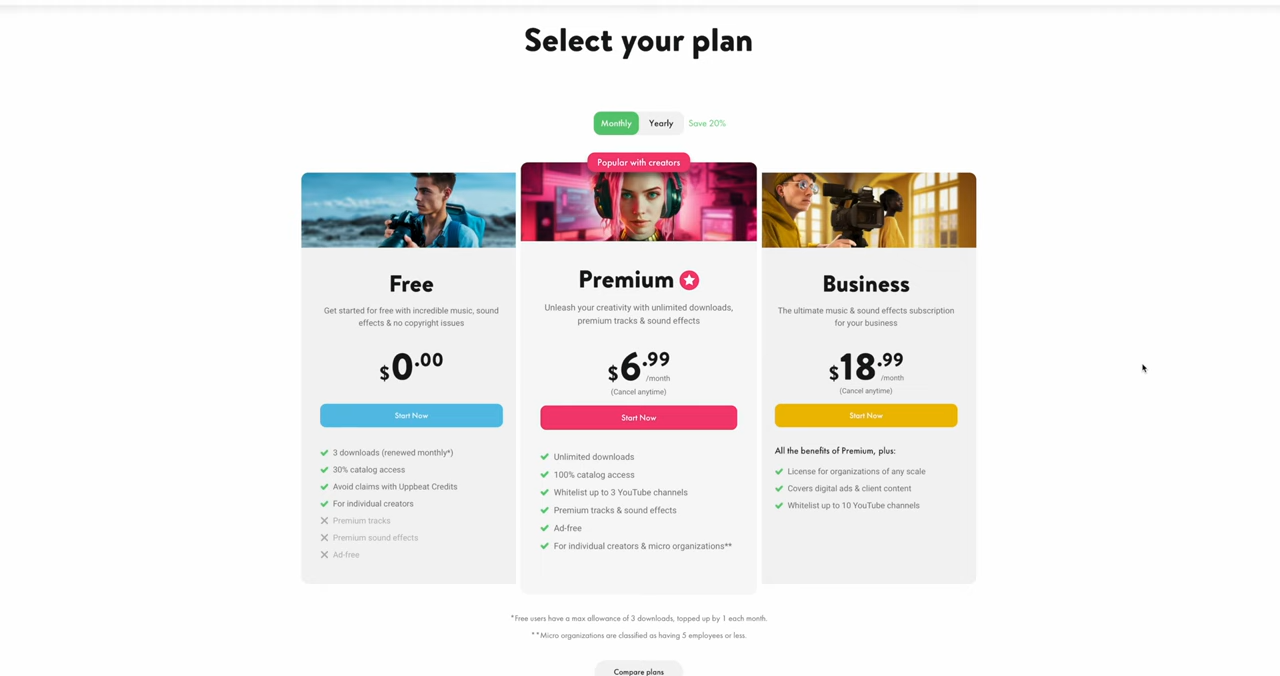 Select your plan
Monthly
Yearly
Save 20%
Popular with creators
Free
Get started for free with incredible music, sound
effects & no copyright issues
$0.00
Start Now
3 downloads (renewed monthly*)
30% catalog access
Avoid claims with Uppbeat Credits
For individual creators
Premium tracks
Premium sound effects
Ad-free
Premium
Unleash your creativity with unlimited downloads,
premium tracks & sound effects
$6.99
/month
(Cancel anytime)
Start Now
Unlimited downloads
100% catalog access
Whitelist up to 3 YouTube channels
Premium tracks & sound effects
Ad-free
For individual creators & micro organizations**
Business
The ultimate music & sound effects subscription
for your business
$18.99
/month
(Cancel anytime)
Start Now
All the benefits of Premium, plus:
License for organizations of any scale
Covers digital ads & client content
Whitelist up to 10 YouTube channels
*Free users have a max allowance of 3 downloads, topped up by 1 each month.
**Micro organizations are classified as having 5 employees or less.
Compare plans